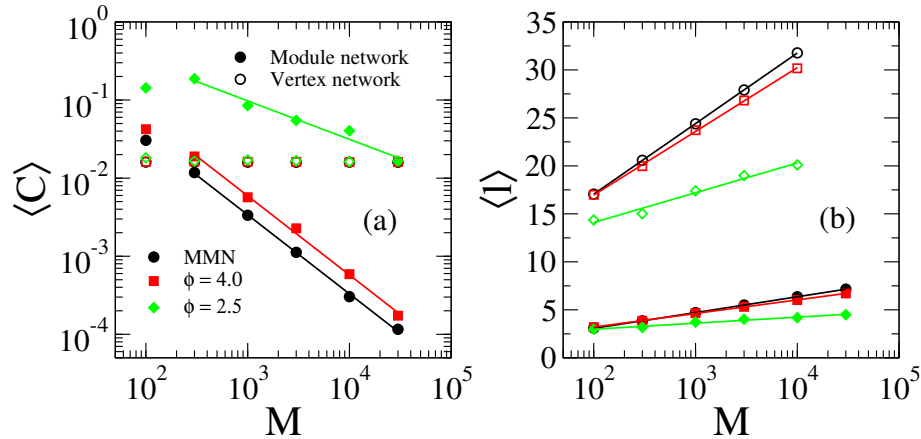 10^0
10^-1
10^-2
10^-3
10^-4
⟨C⟩
Module network
Vertex network
(a)
MMN
ϕ = 4.0
ϕ = 2.5
10^2 10^3 10^4 10^5
M
35
30
25
20
15
10
5
0
⟨l⟩
(b)
10^2 10^3 10^4 10^5
M